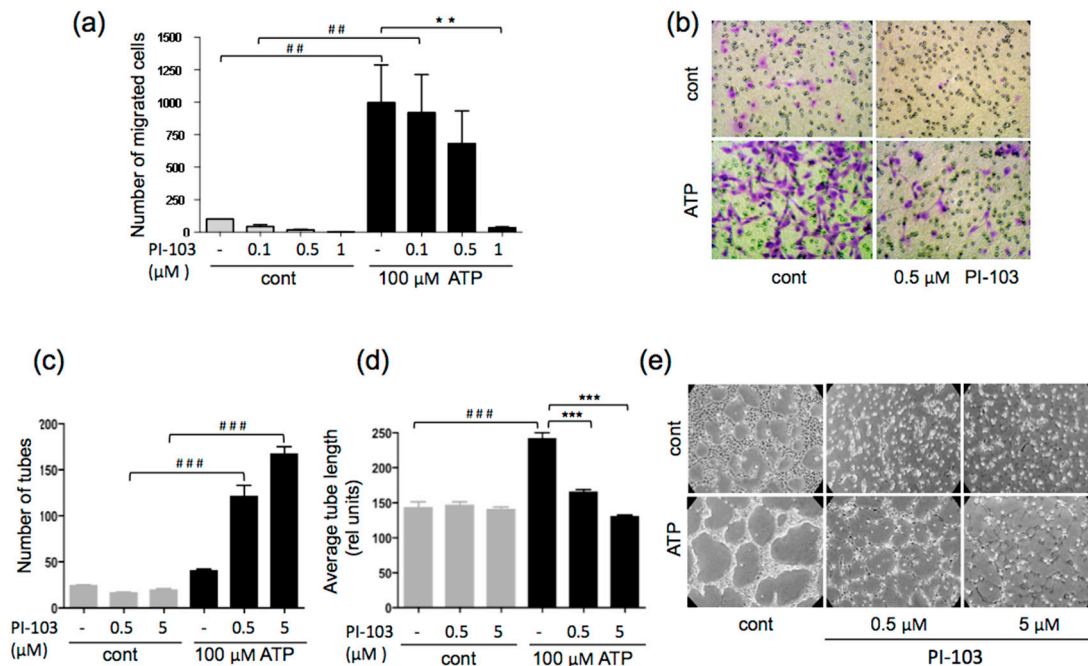 (a)
## 
## 
* *
Number of migrated cells
1500
1250
1000
750
500
250
0
PI-103 - 0.1 0.5 1 - 0.1 0.5 1
(μM ) cont 100 μM ATP
(b)
cont
ATP
cont 0.5 μM PI-103
(c)
# # #
# # #
Number of tubes
200
150
100
50
0
PI-103 - 0.5 5 - 0.5 5
(μM) cont 100 μM ATP
(d)
***
# # #
***
Average tube length
(rel units)
250
200
150
100
50
0
PI-103 - 0.5 5 - 0.5 5
(μM) cont 100 μM ATP
(e)
cont
ATP
cont 0.5 μM 5 μM
PI-103